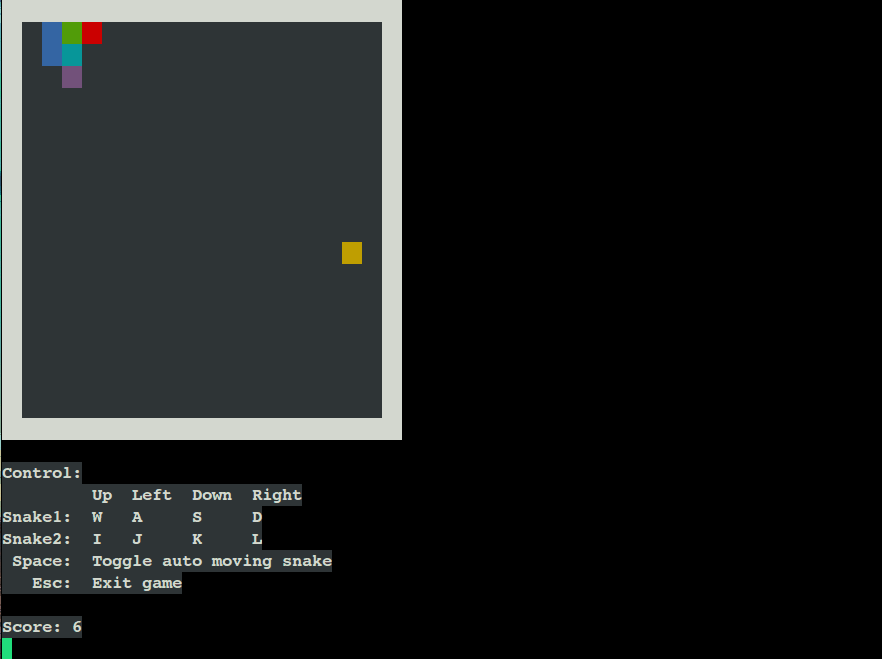 Control:
Up Left Down Right
Snake1: W A S D
Snake2: I J K L
Space: Toggle auto moving snake
Esc: Exit game
Score: 6